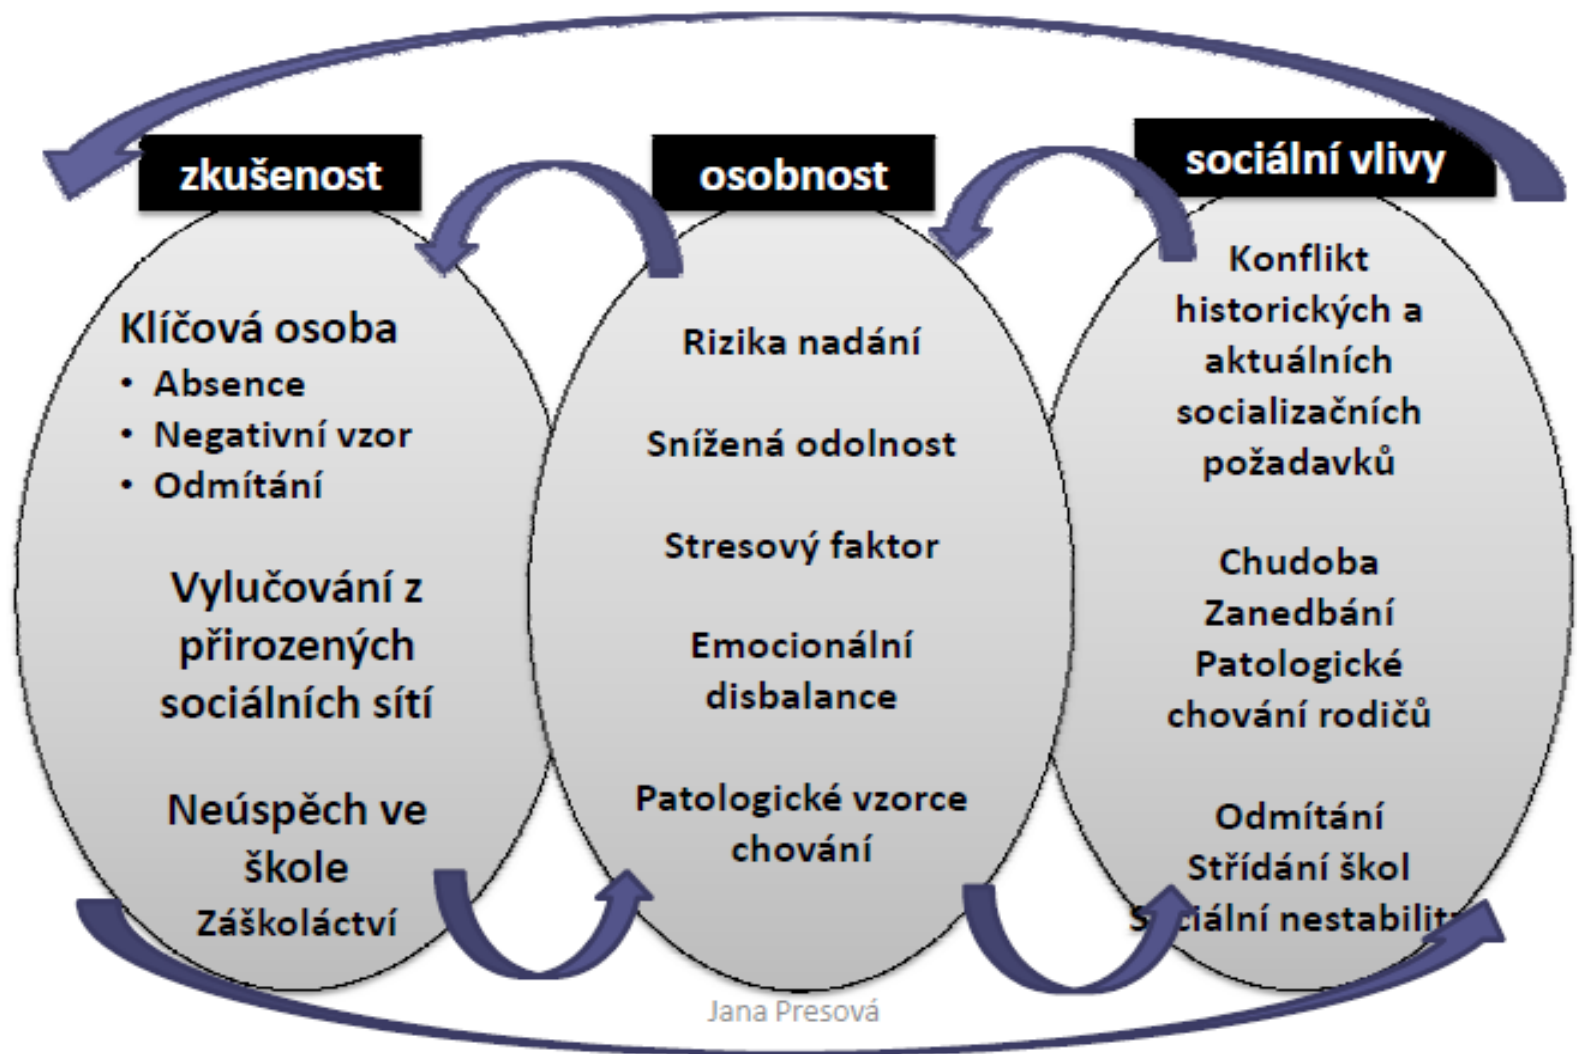 zkušenost
Klíčová osoba
• Absence
• Negativní vzor
• Odmítání
Vylučování z
přirozených
sociálních sítí
Neúspěch ve
škole
Záškoláctví
osobnost
Rizika nadání
Snížená odolnost
Stresový faktor
Emocionální
disbalance
Patologické vzorce
chování
sociální vlivy
Konflikt
historických a
aktuálních
socializačních
požadavků
Chudoba
Zanedbání
Patologické
chování rodičů
Odmítání
Střídání škol
Sociální nestabilita
Jana Presová